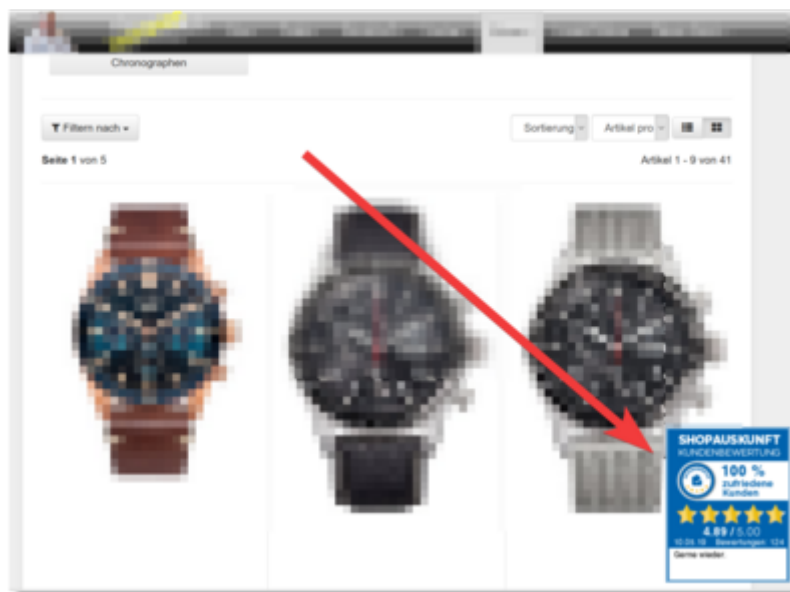 Chronographen
Filtern nach
Sortierung
Artikel pro
Seite 1 von 5
Artikel 1 - 9 von 41
SHOPAUSKUNFT
KUNDENBEWERTUNG
100 %
zufriedene
Kunden
4.89 / 5.00
Bewertungen: 124
Gerne wieder